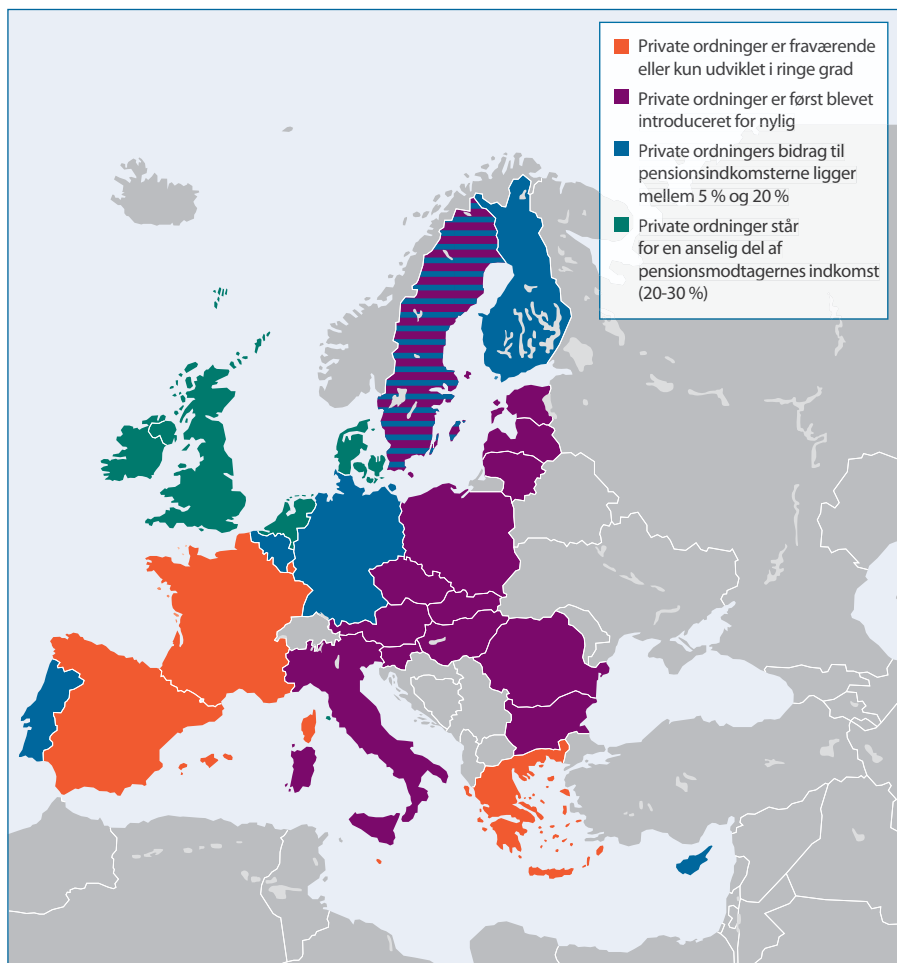 Private ordninger er fraværende
eller kun udviklet i ringe grad
Private ordninger er først blevet
introduceret for nylig
Private ordningers bidrag til
pensionsindkomsterne ligger
mellem 5 % og 20 %
Private ordninger står
for en anselig del af
pensionsmodtagernes indkomst
(20-30 %)